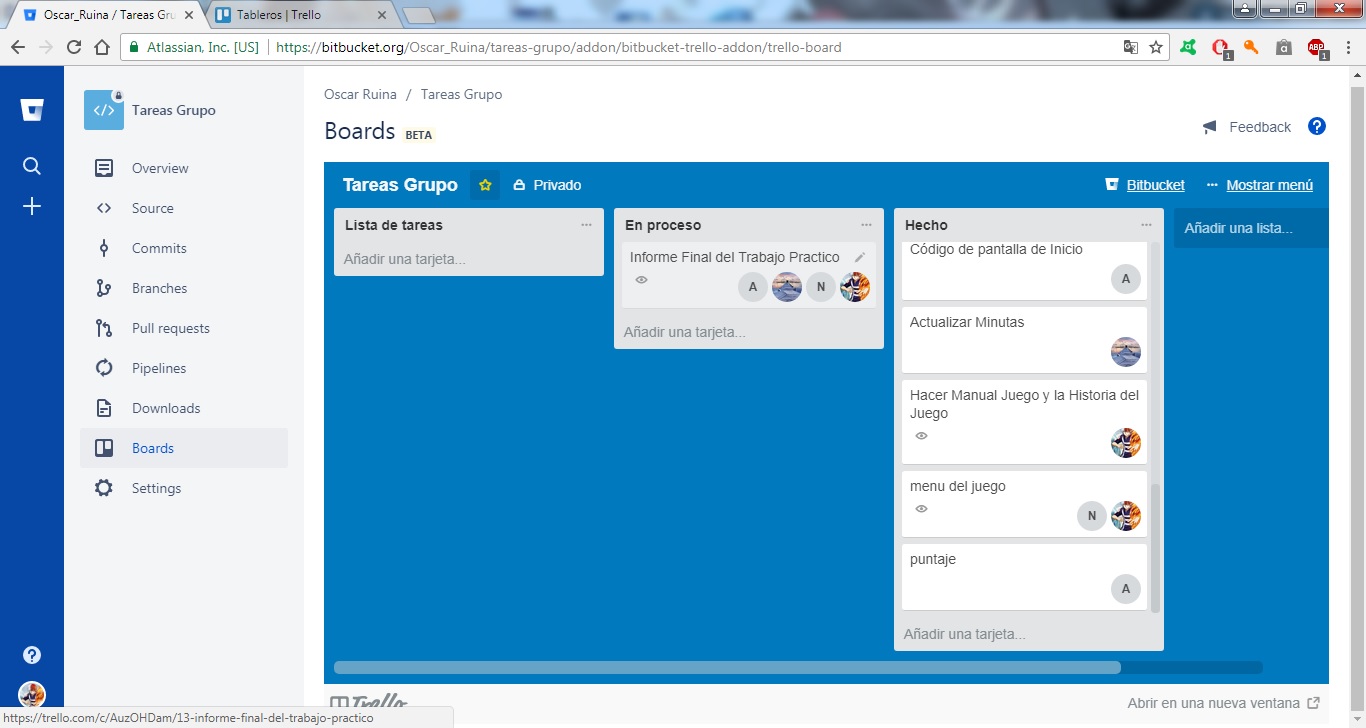 Oscar_Ruina / Tareas Gru
Tableros | Trello
Atlassian, Inc. [US]
https://bitbucket.org/Oscar_Ruina/tareas-grupo/addon/bitbucket-trello-addon/trello-board
1
ABP
1
Tareas Grupo
Overview
Source
Commits
Branches
Pull requests
Pipelines
Downloads
Boards
Settings
Oscar Ruina / Tareas Grupo
Boards BETA
Feedback
Tareas Grupo
Privado
Bitbucket
Mostrar menú
Lista de tareas
Añadir una tarjeta...
En proceso
Informe Final del Trabajo Practico
A
N
Añadir una tarjeta...
Hecho
Código de pantalla de Inicio
A
Actualizar Minutas
Hacer Manual Juego y la Historia del
Juego
menu del juego
N
puntaje
A
Añadir una tarjeta...
Añadir una lista...
Trello
Abrir en una nueva ventana
https://trello.com/c/AuzOHDam/13-informe-final-del-trabajo-practico